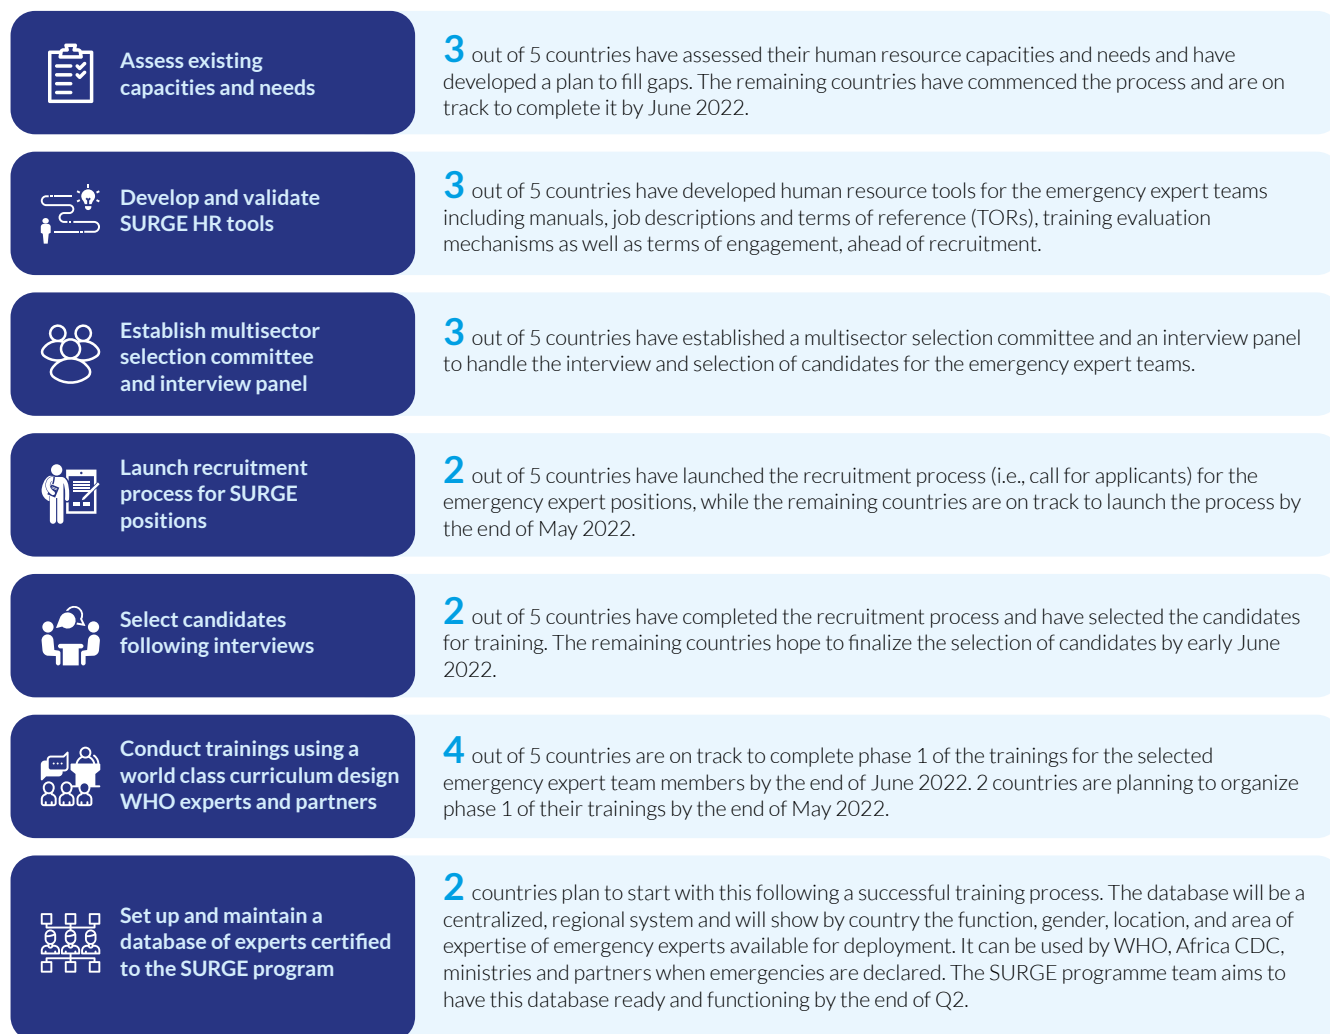 Assess existing
capacities and needs
3 out of 5 countries have assessed their human resource capacities and needs and have
developed a plan to fill gaps. The remaining countries have commenced the process and are on
track to complete it by June 2022.
Develop and validate
SURGE HR tools
3 out of 5 countries have developed human resource tools for the emergency expert teams
including manuals, job descriptions and terms of reference (TORs), training evaluation
mechanisms as well as terms of engagement, ahead of recruitment.
Establish multisector
selection committee
and interview panel
3 out of 5 countries have established a multisector selection committee and an interview panel
to handle the interview and selection of candidates for the emergency expert teams.
Launch recruitment
process for SURGE
positions
2 out of 5 countries have launched the recruitment process (i.e., call for applicants) for the
emergency expert positions, while the remaining countries are on track to launch the process by
the end of May 2022.
Select candidates
following interviews
2 out of 5 countries have completed the recruitment process and have selected the candidates
for training. The remaining countries hope to finalize the selection of candidates by early June
2022.
Conduct trainings using a
world class curriculum design
WHO experts and partners
4 out of 5 countries are on track to complete phase 1 of the trainings for the selected
emergency expert team members by the end of June 2022. 2 countries are planning to organize
phase 1 of their trainings by the end of May 2022.
Set up and maintain a
database of experts certified
to the SURGE program
2 countries plan to start with this following a successful training process. The database will be a
centralized, regional system and will show by country the function, gender, location, and area of
expertise of emergency experts available for deployment. It can be used by WHO, Africa CDC,
ministries and partners when emergencies are declared. The SURGE programme team aims to
have this database ready and functioning by the end of Q2.